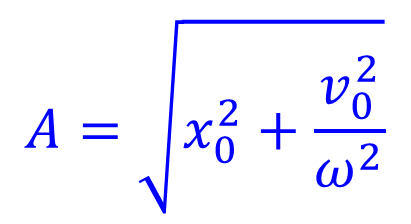 A = √(x₀² + v₀²/ω²)